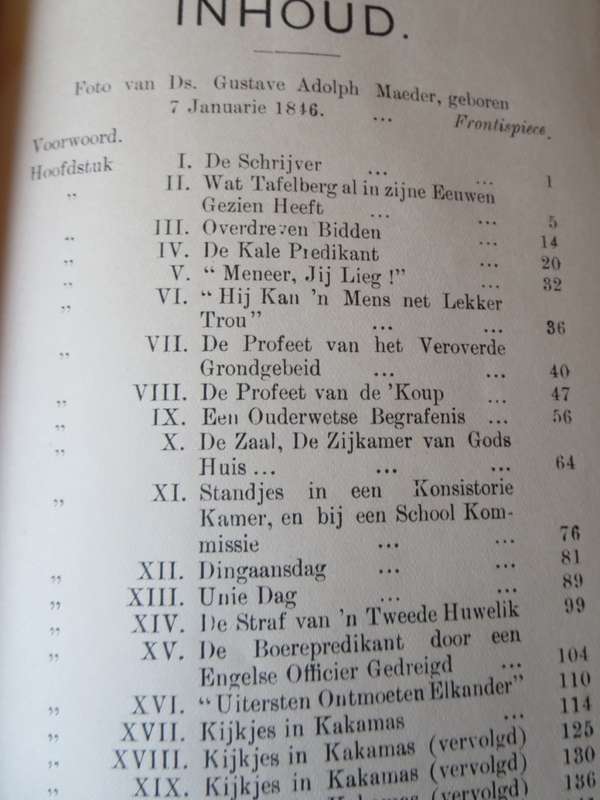 INHOUD.
Foto van Ds. Gustave Adolph Maeder, geboren
7 Januarie 1846. ... Frontispiece.
Voorwoord.
Hoofdstuk I. De Schrijver ... ... 1
„ II. Wat Tafelberg al in zijne Eeuwen
Gezien Heeft ... ... 5
„ III. Overdreven Bidden ... 14
„ IV. De Kale Predikant ... 20
„ V. “ Meneer, Jij Lieg !” ... 32
„ VI. “ Hij Kan 'n Mens net Lekker
Trou” ... ... 36
„ VII. De Profeet van het Veroverde
Grondgebeid ... ... 40
„ VIII. De Profeet van de 'Koup ... 47
„ IX. Een Ouderwetse Begrafenis ... 56
„ X. De Zaal, De Zijkamer van Gods
Huis ... ... ... 64
„ XI. Standjes in een Konsistorie
Kamer, en bij een School Kom-
missie ... ... 76
„ XII. Dingaansdag ... ... 81
„ XIII. Unie Dag ... ... 89
„ XIV. De Straf van 'n Tweede Huwelik 99
„ XV. De Boerepredikant door een
Engelse Officier Gedreigd ... 104
„ XVI. “Uitersten Ontmoeten Elkander” 110
„ XVII. Kijkjes in Kakamas ... 114
„ XVIII. Kijkjes in Kakamas (vervolgd) 125
„ XIX. Kijkjes in Kakamas (vervolgd) 130
Kakamas (vervolgd) 136